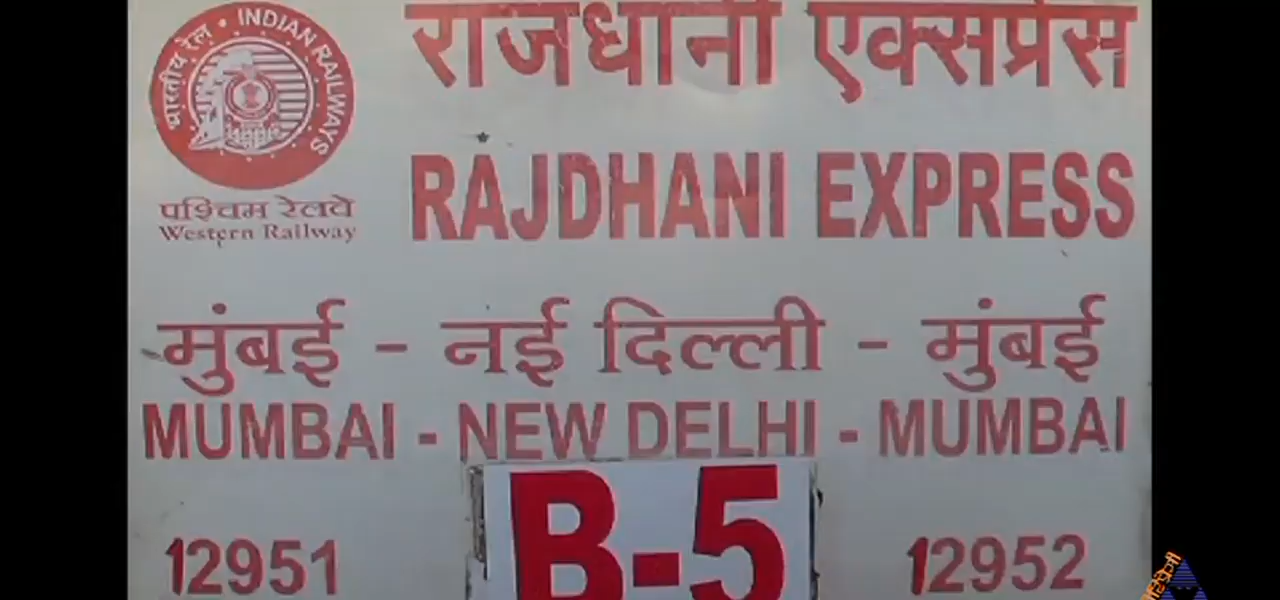 भारतीय रेल • INDIAN RAILWAYS
पश्चिम रेलवे
Western Railway
राजधानी एक्सप्रेस
RAJDHANI EXPRESS
मुंबई - नई दिल्ली - मुंबई
MUMBAI - NEW DELHI - MUMBAI
12951 B-5 12952